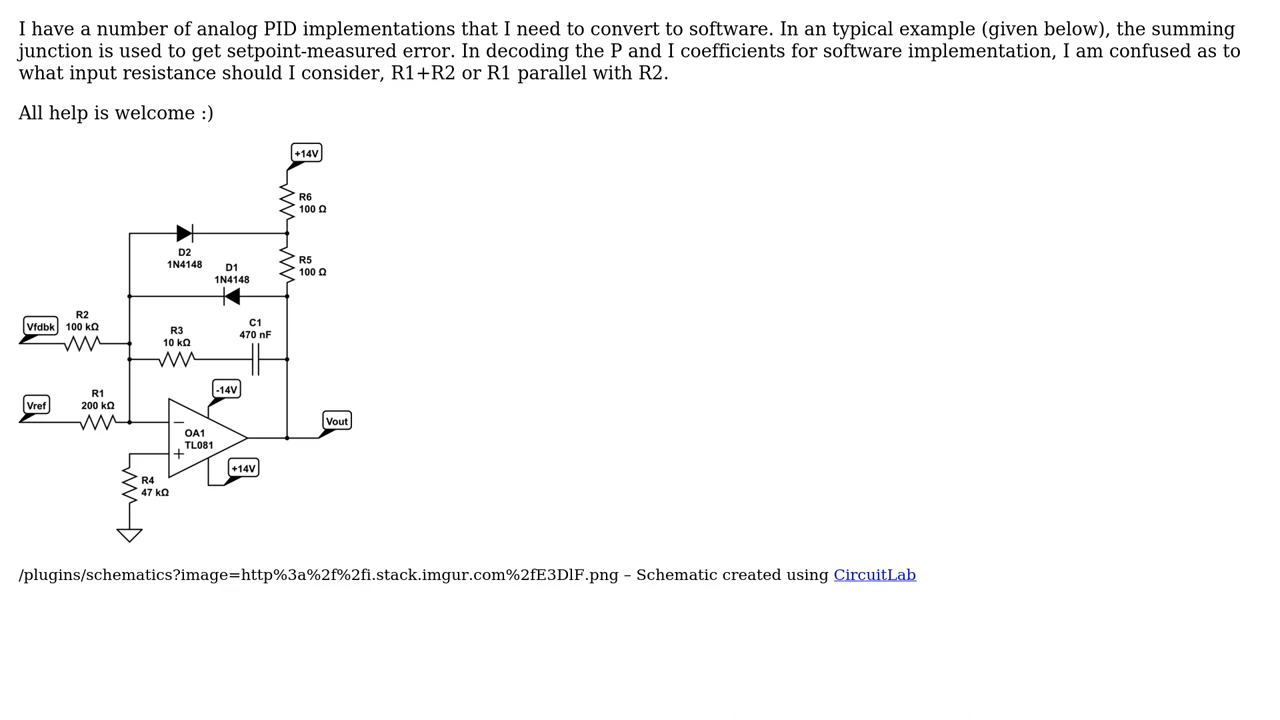 I have a number of analog PID implementations that I need to convert to software. In an typical example (given below), the summing
junction is used to get setpoint-measured error. In decoding the P and I coefficients for software implementation, I am confused as to
what input resistance should I consider, R1+R2 or R1 parallel with R2.
All help is welcome :)
+14V
R6
100 Ω
D2
1N4148
R5
100 Ω
D1
1N4148
R2
Vfdbk 100 kΩ
R3
10 kΩ
C1
470 nF
-14V
R1
Vref 200 kΩ
Vout
OA1
TL081
+14V
R4
47 kΩ
/plugins/schematics?image=http%3a%2f%2fi.stack.imgur.com%2fE3DlF.png – Schematic created using CircuitLab